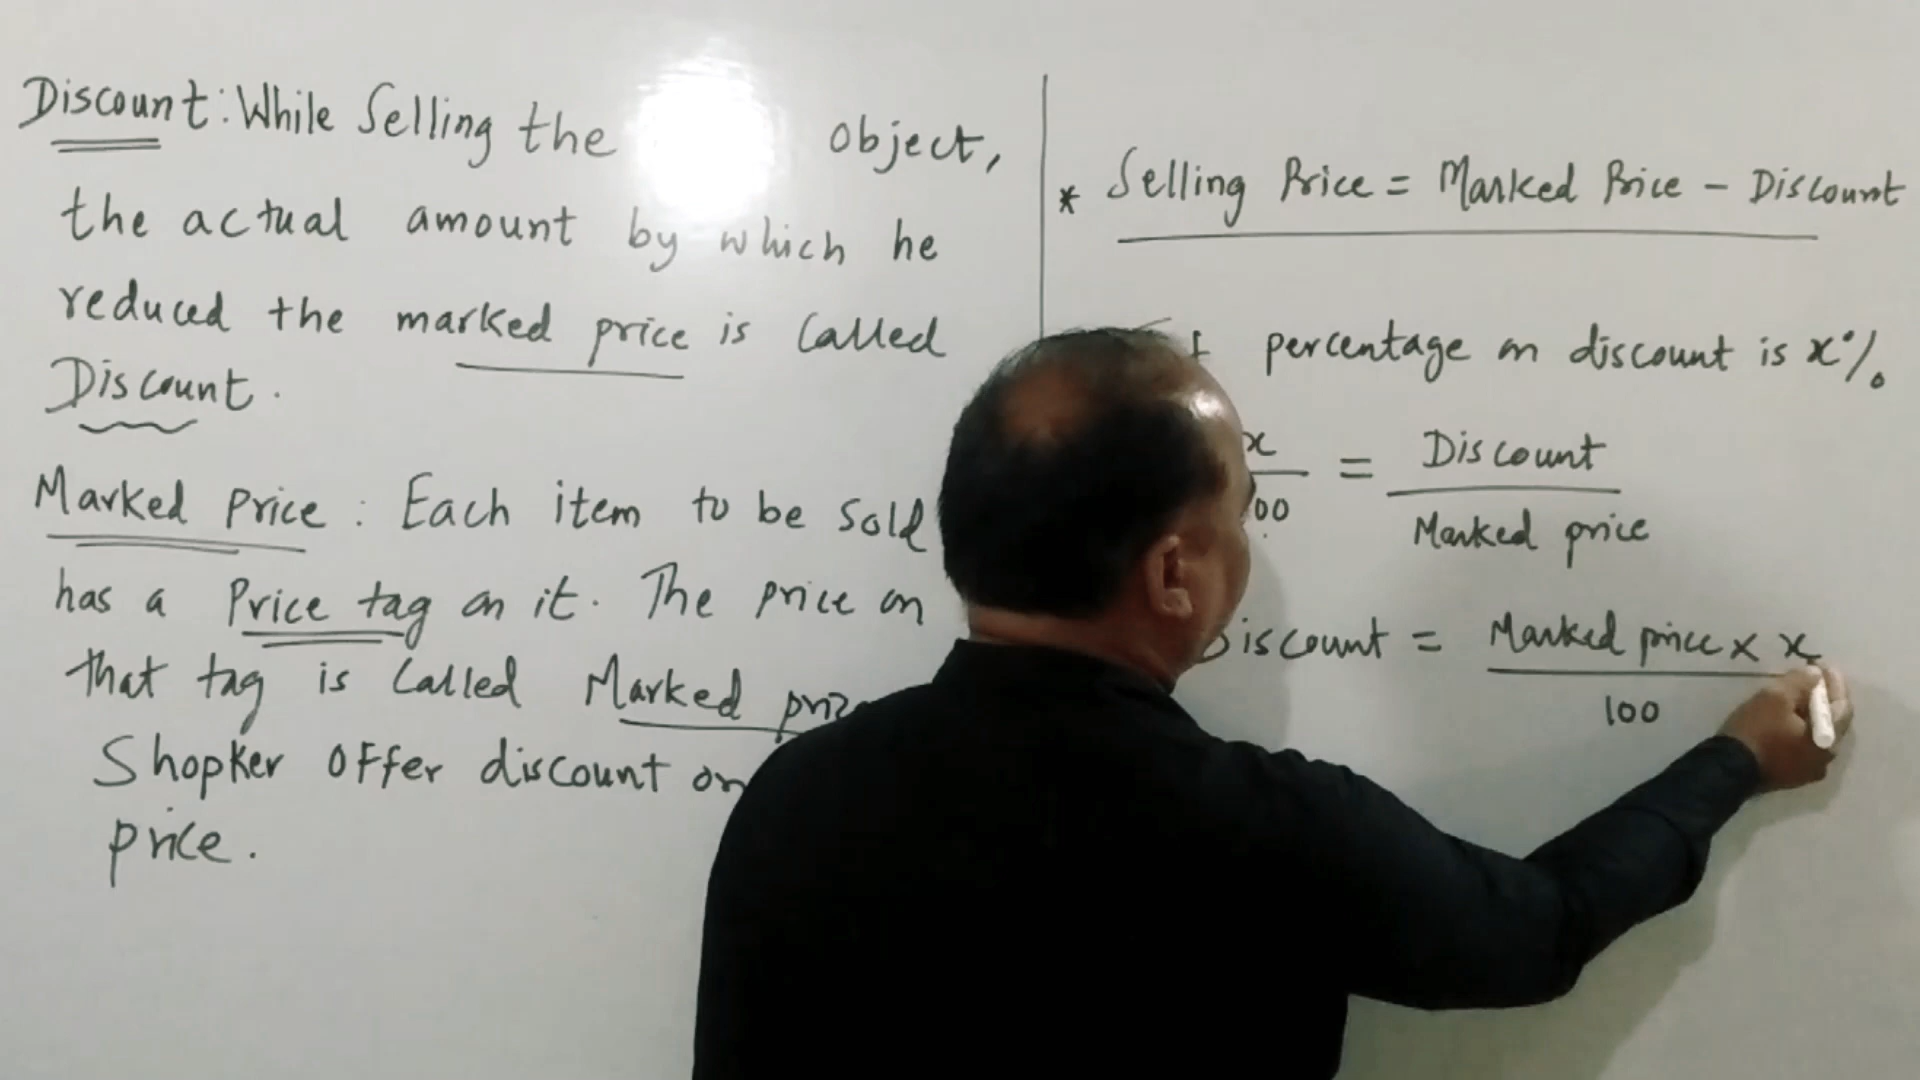 Discount: While Selling the object,
the actual amount by which he
reduced the marked price is Called
Discount.
Marked Price: Each item to be Sold
has a Price tag on it. The price on
that tag is Called Marked
Shopker offer discount on
price.
* Selling Price = Marked Price - Discount
percentage on discount is x%.
x/ = Discount/Marked price
Discount = Marked price × x/100